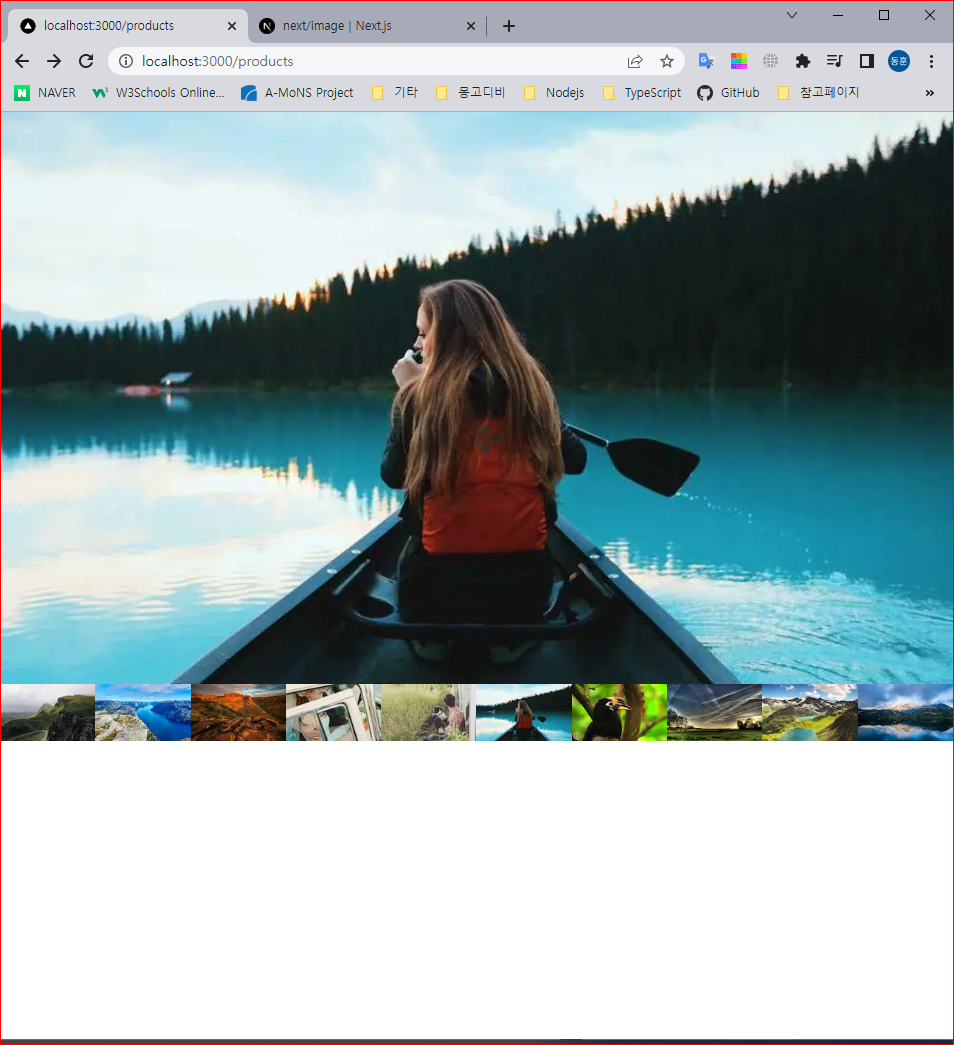 localhost:3000/products
next/image | Next.js
localhost:3000/products
동훈
NAVER W3Schools Online... A-MoNS Project 기타 몽고디비 Nodejs TypeScript GitHub 참고페이지 »